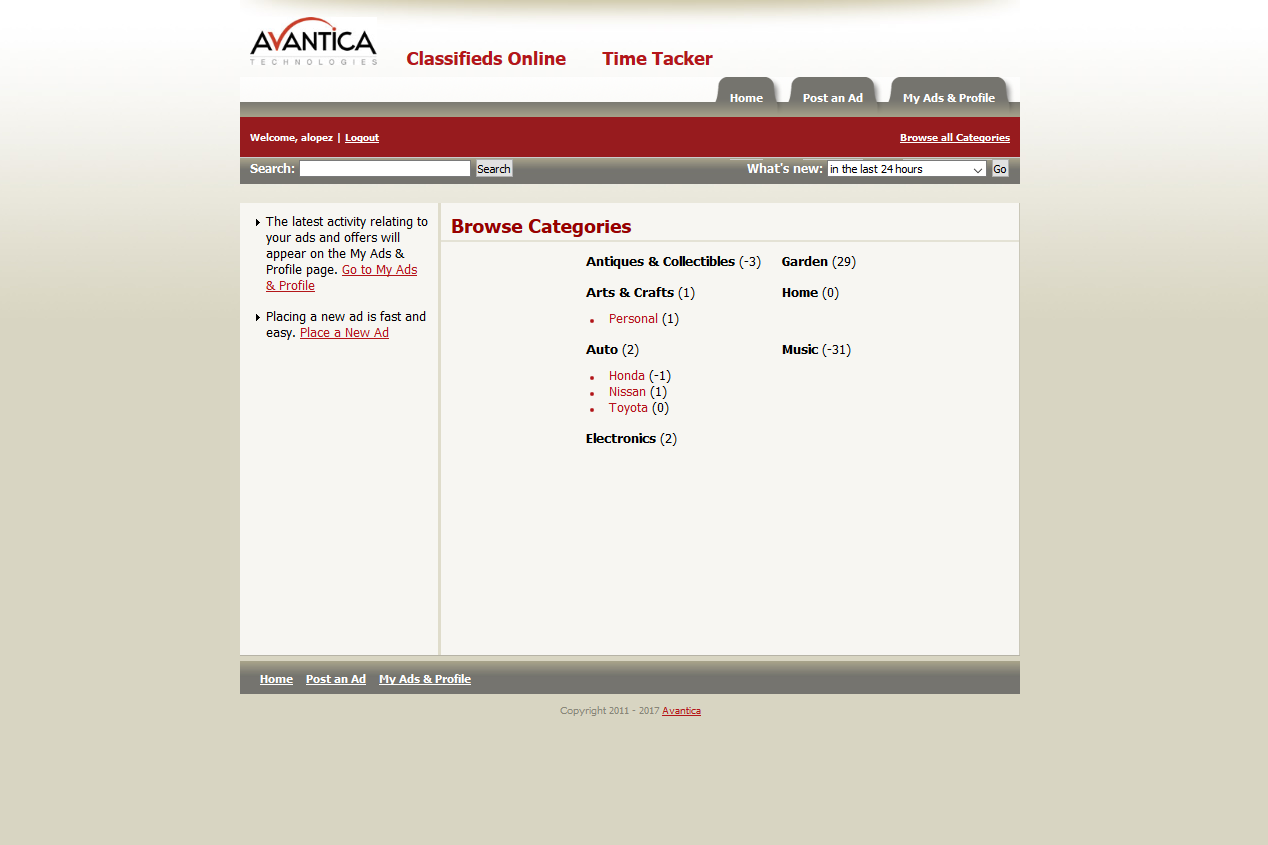 AVANTICA
TECHNOLOGIES
Classifieds Online Time Tacker
Home Post an Ad My Ads & Profile
Welcome, alopez | Logout Browse all Categories
Search: Search What's new: in the last 24 hours Go
The latest activity relating to
your ads and offers will
appear on the My Ads &
Profile page. Go to My Ads
& Profile
Placing a new ad is fast and
easy. Place a New Ad
Browse Categories
Antiques & Collectibles (-3) Garden (29)
Arts & Crafts (1) Home (0)
Personal (1)
Auto (2) Music (-31)
Honda (-1)
Nissan (1)
Toyota (0)
Electronics (2)
Home Post an Ad My Ads & Profile
Copyright 2011 - 2017 Avantica